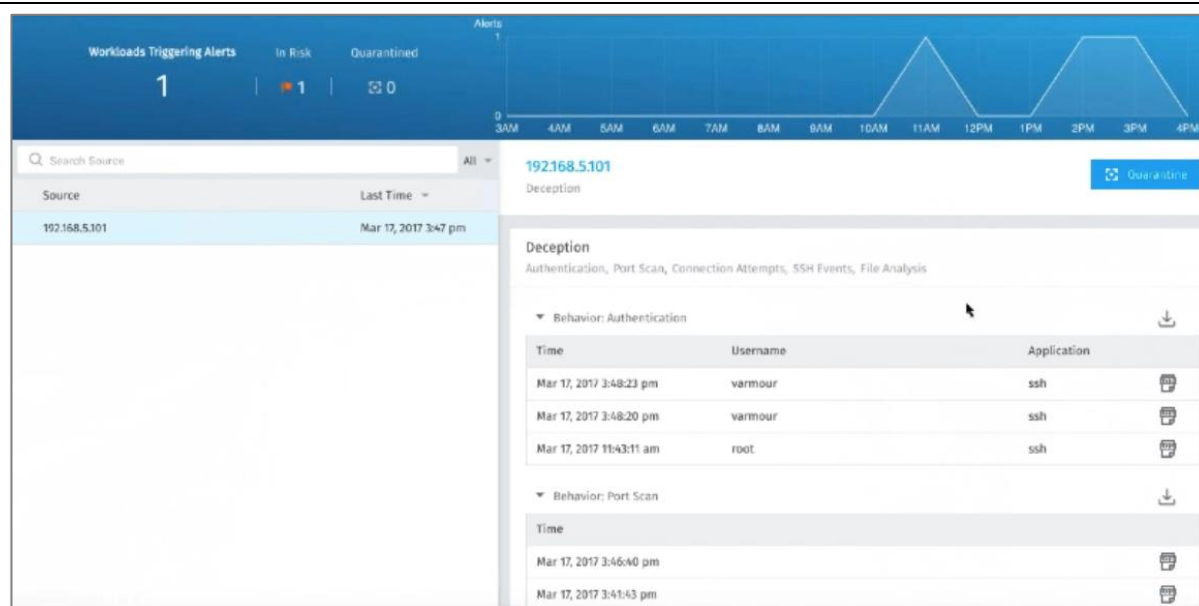 Alerts
Workloads Triggering Alerts In Risk Quarantined
1 1 0
1
0
3AM 4AM 5AM 6AM 7AM 8AM 9AM 10AM 11AM 12PM 1PM 2PM 3PM 4PM
Search Source All
Source Last Time
192.168.5.101 Mar 17, 2017 3:47 pm
192.168.5.101
Deception
Quarantine
Deception
Authentication, Port Scan, Connection Attempts, SSH Events, File Analysis
Behavior: Authentication
Time Username Application
Mar 17, 2017 3:48:23 pm varmour ssh
Mar 17, 2017 3:48:20 pm varmour ssh
Mar 17, 2017 11:43:11 am root ssh
Behavior: Port Scan
Time
Mar 17, 2017 3:46:40 pm
Mar 17, 2017 3:41:43 pm